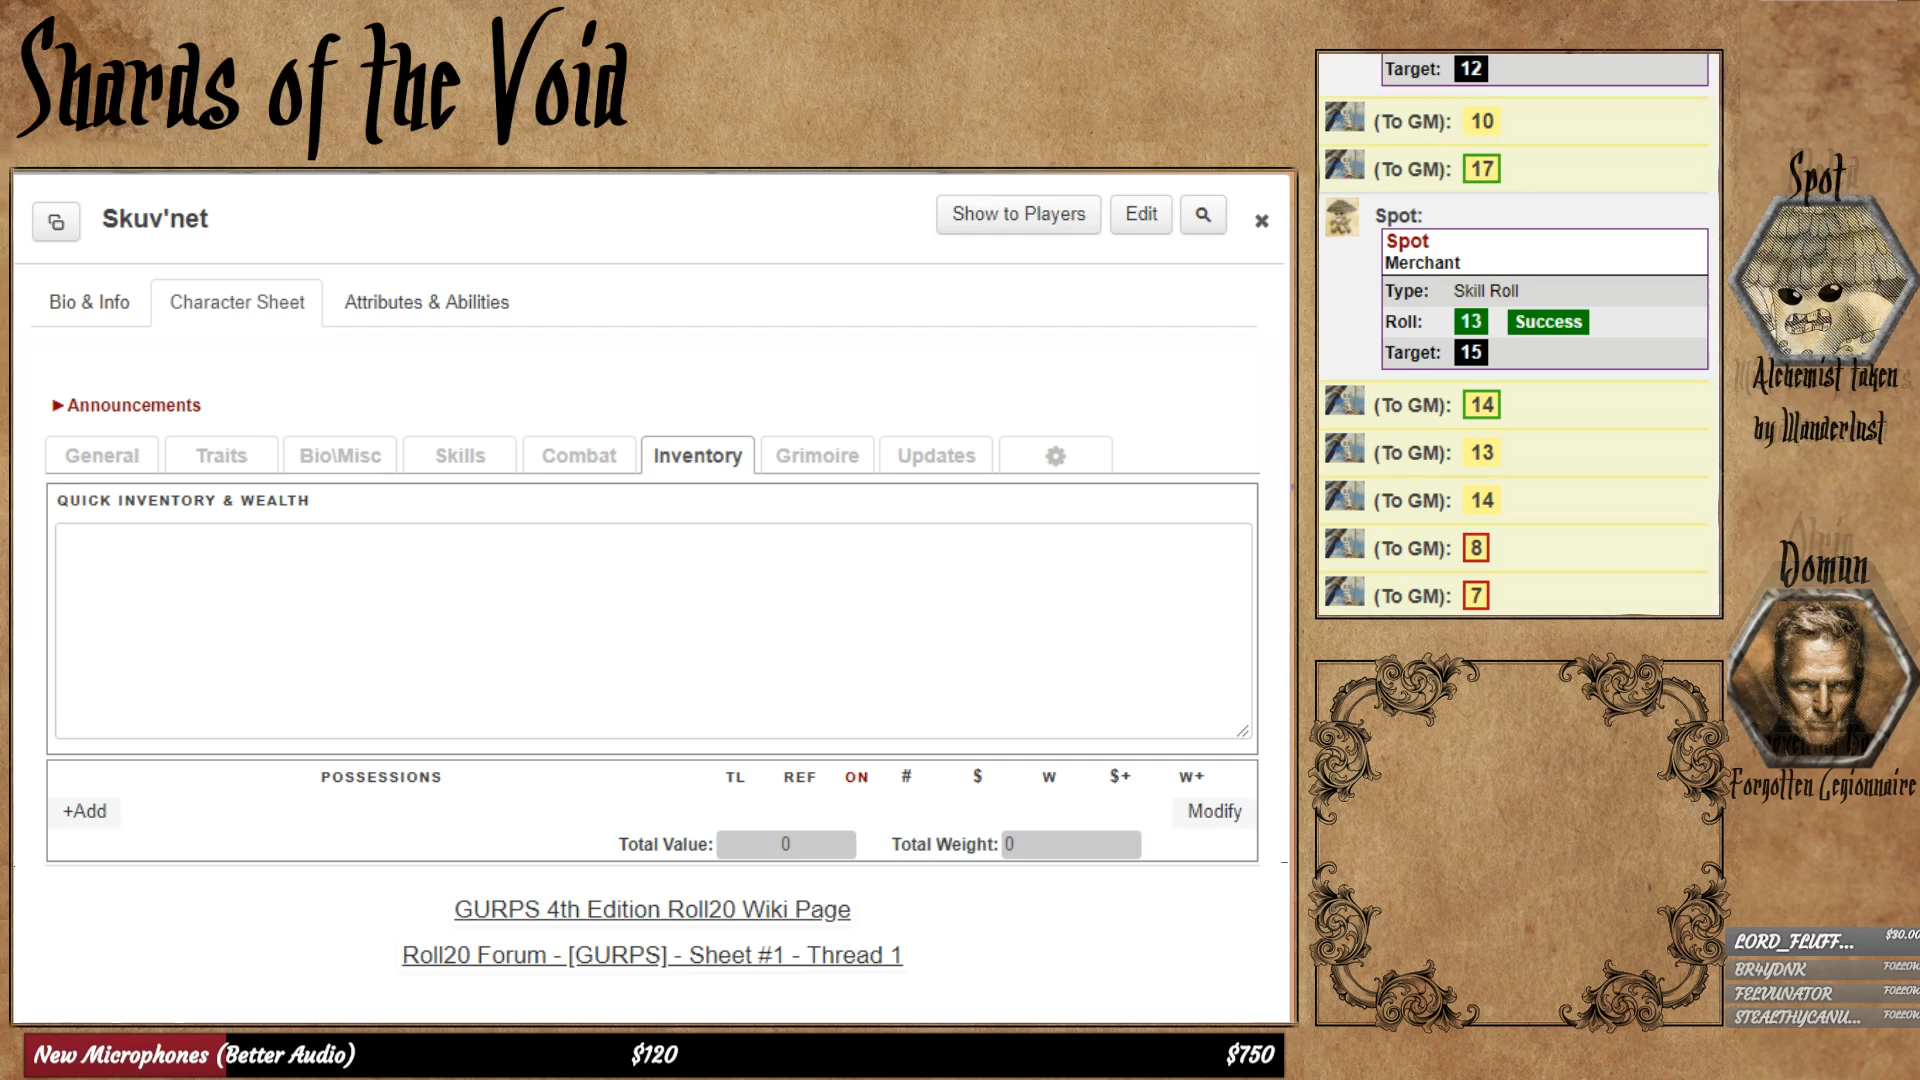 Shards of the Void
Skuv'net
Show to Players
Edit
Bio & Info
Character Sheet
Attributes & Abilities
▶Announcements
General
Traits
Bio\Misc
Skills
Combat
Inventory
Grimoire
Updates
QUICK INVENTORY & WEALTH
POSSESSIONS TL REF ON # $ W $+ W+
+Add
Modify
Total Value: 0 Total Weight: 0
GURPS 4th Edition Roll20 Wiki Page
Roll20 Forum - [GURPS] - Sheet #1 - Thread 1
New Microphones (Better Audio) $120 $750
Target: 12
(To GM): 10
(To GM): 17
Spot:
Spot
Merchant
Type: Skill Roll
Roll: 13 Success
Target: 15
(To GM): 14
(To GM): 13
(To GM): 14
(To GM): 8
(To GM): 7
Spot
Alchemist taken
by Wanderlust
Domun
Forgotten Legionnaire
LORD_FLUFF... $30.00
BR4YDNK FOLLOW
FELVUNATOR FOLLOW
STEALTHYCANU... FOLLOW